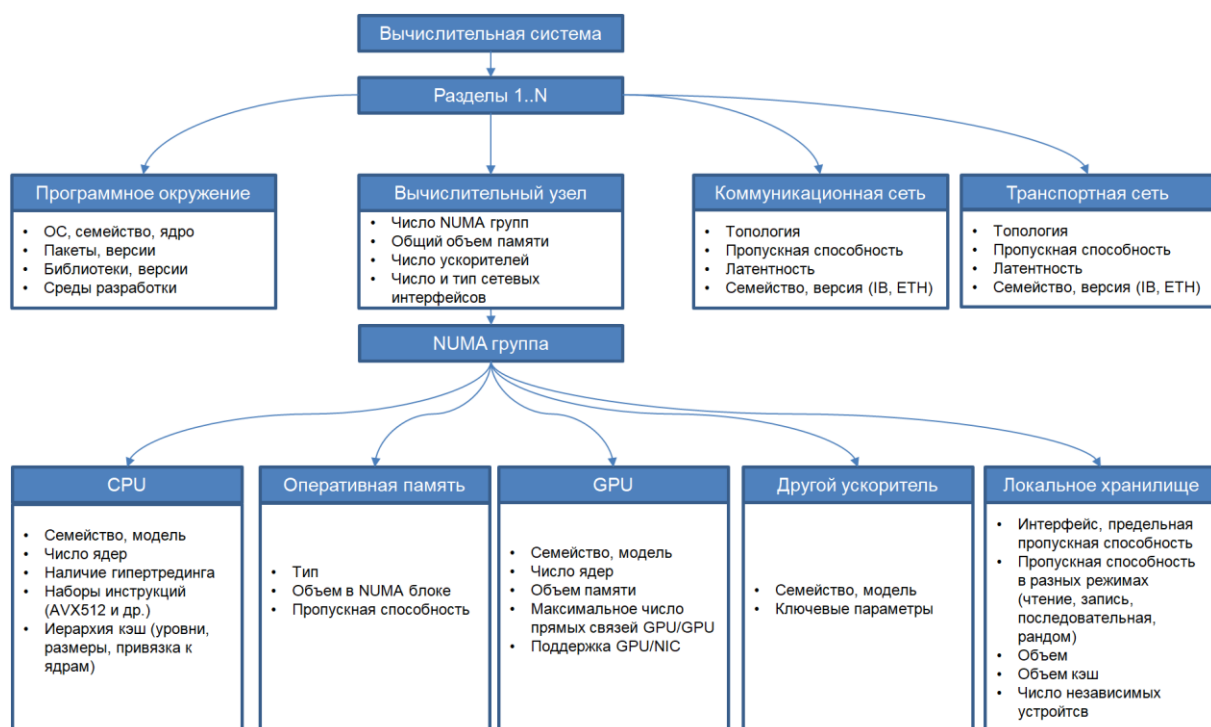 Вычислительная система
Разделы 1..N
Программное окружение
• ОС, семейство, ядро
• Пакеты, версии
• Библиотеки, версии
• Среды разработки
Вычислительный узел
• Число NUMA групп
• Общий объем памяти
• Число ускорителей
• Число и тип сетевых
интерфейсов
Коммуникационная сеть
• Топология
• Пропускная способность
• Латентность
• Семейство, версия (IB, ETH)
Транспортная сеть
• Топология
• Пропускная способность
• Латентность
• Семейство, версия (IB, ETH)
NUMA группа
CPU
• Семейство, модель
• Число ядер
• Наличие гипертрединга
• Наборы инструкций
(AVX512 и др.)
• Иерархия кэш (уровни,
размеры, привязка к
ядрам)
Оперативная память
• Тип
• Объем в NUMA блоке
• Пропускная способность
GPU
• Семейство, модель
• Число ядер
• Объем памяти
• Максимальное число
прямых связей GPU/GPU
• Поддержка GPU/NIC
Другой ускоритель
• Семейство, модель
• Ключевые параметры
Локальное хранилище
• Интерфейс, предельная
пропускная способность
• Пропускная способность
в разных режимах
(чтение, запись,
последовательная,
рандом)
• Объем
• Объем кэш
• Число независимых
устройтсв